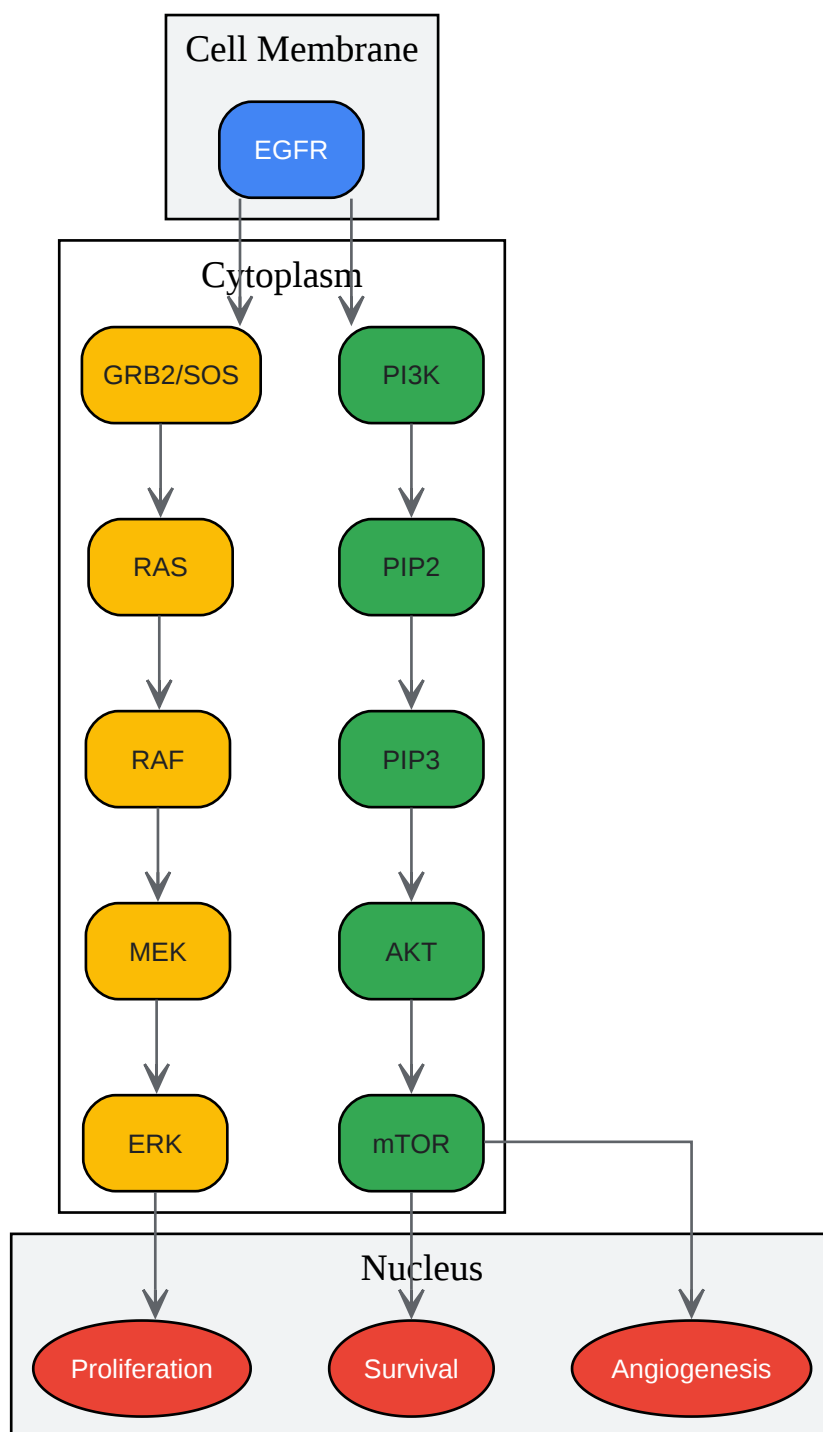 Cell Membrane
EGFR
Cytoplasm
GRB2/SOS
PI3K
RAS
PIP2
RAF
PIP3
MEK
AKT
ERK
mTOR
Nucleus
Proliferation
Survival
Angiogenesis